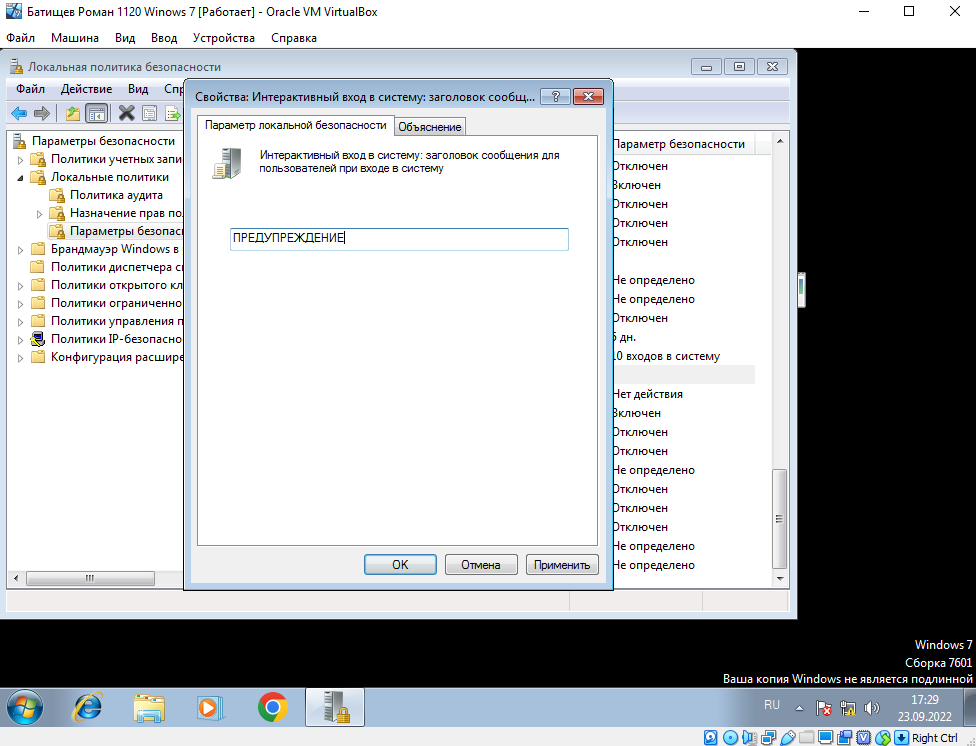 Батищев Роман 1120 Winows 7 [Работает] - Oracle VM VirtualBox
Файл Машина Вид Ввод Устройства Справка
Локальная политика безопасности
Файл Действие Вид Спр
Свойства: Интерактивный вход в систему: заголовок сообщ...
Параметр локальной безопасности Объяснение
Интерактивный вход в систему: заголовок сообщения для
пользователей при входе в систему
ПРЕДУПРЕЖДЕНИЕ
OK Отмена Применить
Параметры безопасности
Политики учетных запи
Локальные политики
Политика аудита
Назначение прав по
Параметры безопас
Брандмауэр Windows в
Политики диспетчера с
Политики открытого кл
Политики ограниченно
Политики управления п
Политики IP-безопасно
Конфигурация расшире
Параметр безопасности
Отключен
Включен
Отключен
Отключен
Отключен
Не определено
Не определено
Отключен
5 дн.
10 входов в систему
Нет действия
Включен
Отключен
Отключен
Не определено
Отключен
Отключен
Отключен
Не определено
Не определено
Windows 7
Сборка 7601
Ваша копия Windows не является подлинной
RU
17:29
23.09.2022
Right Ctrl